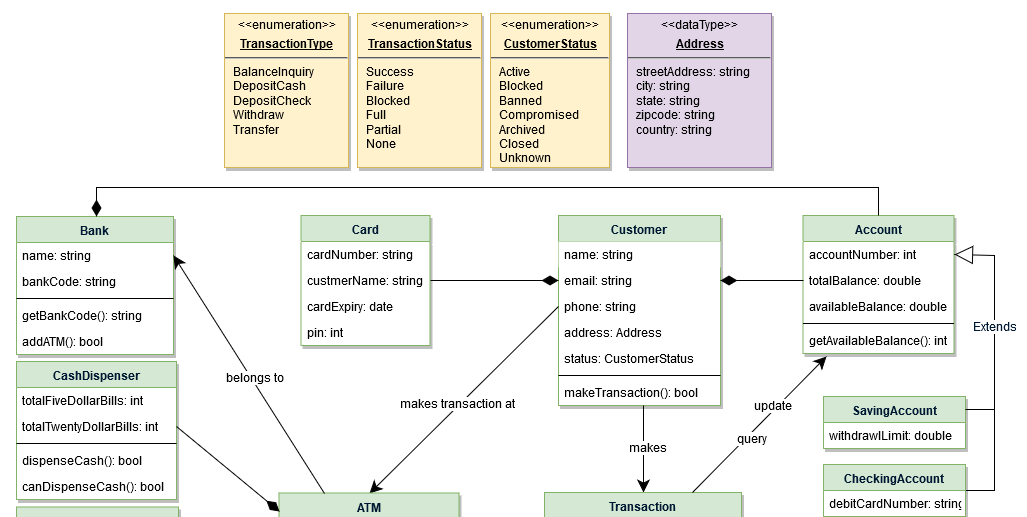 <<enumeration>>
TransactionType
BalanceInquiry
DepositCash
DepositCheck
Withdraw
Transfer
<<enumeration>>
TransactionStatus
Success
Failure
Blocked
Full
Partial
None
<<enumeration>>
CustomerStatus
Active
Blocked
Banned
Compromised
Archived
Closed
Unknown
<<dataType>>
Address
streetAddress: string
city: string
state: string
zipcode: string
country: string
Bank
name: string
bankCode: string
getBankCode(): string
addATM(): bool
Card
cardNumber: string
custmerName: string
cardExpiry: date
pin: int
Customer
name: string
email: string
phone: string
address: Address
status: CustomerStatus
makeTransaction(): bool
Account
accountNumber: int
totalBalance: double
availableBalance: double
getAvailableBalance(): int
Extends
CashDispenser
totalFiveDollarBills: int
totalTwentyDollarBills: int
dispenseCash(): bool
canDispenseCash(): bool
belongs to
makes transaction at
makes
update
query
SavingAccount
withdrawlLimit: double
CheckingAccount
debitCardNumber: string
ATM
Transaction